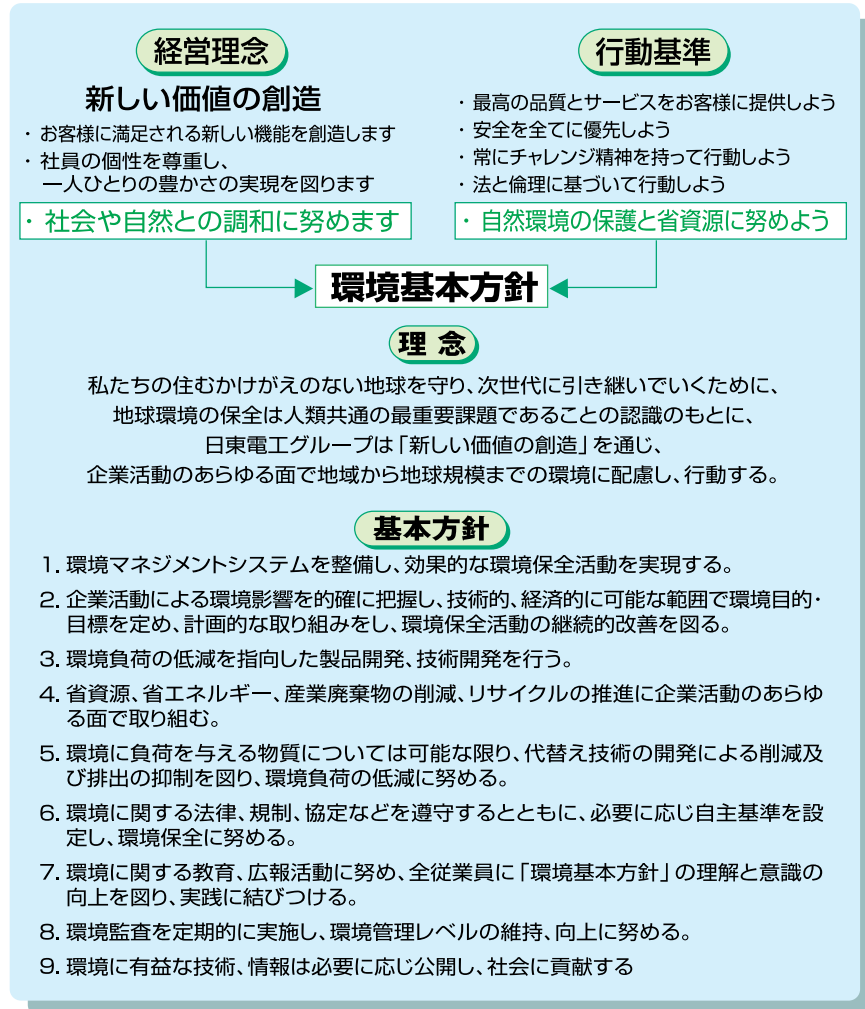 経営理念
新しい価値の創造
・お客様に満足される新しい機能を創造します
・社員の個性を尊重し、
一人ひとりの豊かさの実現を図ります
・社会や自然との調和に努めます
行動基準
・最高の品質とサービスをお客様に提供しよう
・安全を全てに優先しよう
・常にチャレンジ精神を持って行動しよう
・法と倫理に基づいて行動しよう
・自然環境の保護と省資源に努めよう
環境基本方針
理念
私たちの住むかけがえのない地球を守り、次世代に引き継いでいくために、
地球環境の保全は人類共通の最重要課題であることの認識のもとに、
日東電工グループは「新しい価値の創造」を通じ、
企業活動のあらゆる面で地域から地球規模までの環境に配慮し、行動する。
基本方針
1. 環境マネジメントシステムを整備し、効果的な環境保全活動を実現する。
2. 企業活動による環境影響を的確に把握し、技術的、経済的に可能な範囲で環境目的・
目標を定め、計画的な取り組みをし、環境保全活動の継続的改善を図る。
3. 環境負荷の低減を指向した製品開発、技術開発を行う。
4. 省資源、省エネルギー、産業廃棄物の削減、リサイクルの推進に企業活動のあらゆ
る面で取り組む。
5. 環境に負荷を与える物質については可能な限り、代替え技術の開発による削減及
び排出の抑制を図り、環境負荷の低減に努める。
6. 環境に関する法律、規制、協定などを遵守するとともに、必要に応じ自主基準を設
定し、環境保全に努める。
7. 環境に関する教育、広報活動に努め、全従業員に「環境基本方針」の理解と意識の
向上を図り、実践に結びつける。
8. 環境監査を定期的に実施し、環境管理レベルの維持、向上に努める。
9. 環境に有益な技術、情報は必要に応じ公開し、社会に貢献する